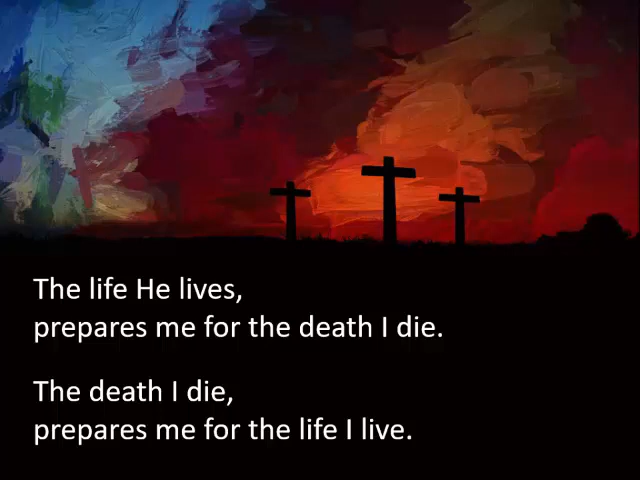 The life He lives,
prepares me for the death I die.
The death I die,
prepares me for the life I live.